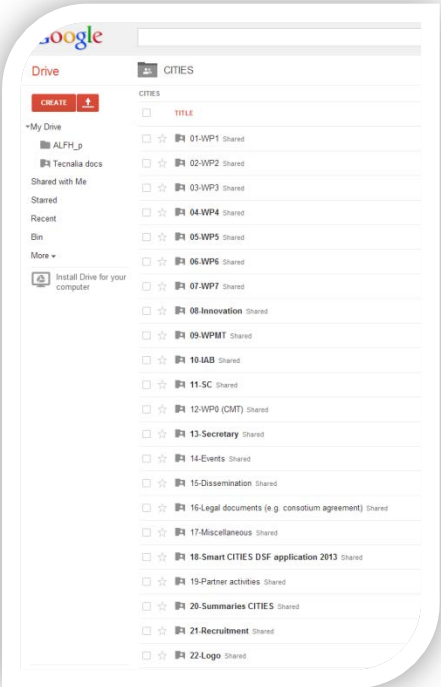 Google
Drive
CITIES
CREATE
My Drive
ALFH_p
Tecnalia docs
Shared with Me
Starred
Recent
Bin
More
Install Drive for your
computer
CITIES
TITLE
01-WP1 Shared
02-WP2 Shared
03-WP3 Shared
04-WP4 Shared
05-WP5 Shared
06-WP6 Shared
07-WP7 Shared
08-Innovation Shared
09-WPMT Shared
10-IAB Shared
11-SC Shared
12-WP0 (CMT) Shared
13-Secretary Shared
14-Events Shared
15-Dissemination Shared
16-Legal documents (e.g. consotium agreement) Shared
17-Miscellaneous Shared
18-Smart CITIES DSF application 2013 Shared
19-Partner activities Shared
20-Summaries CITIES Shared
21-Recruitment Shared
22-Logo Shared